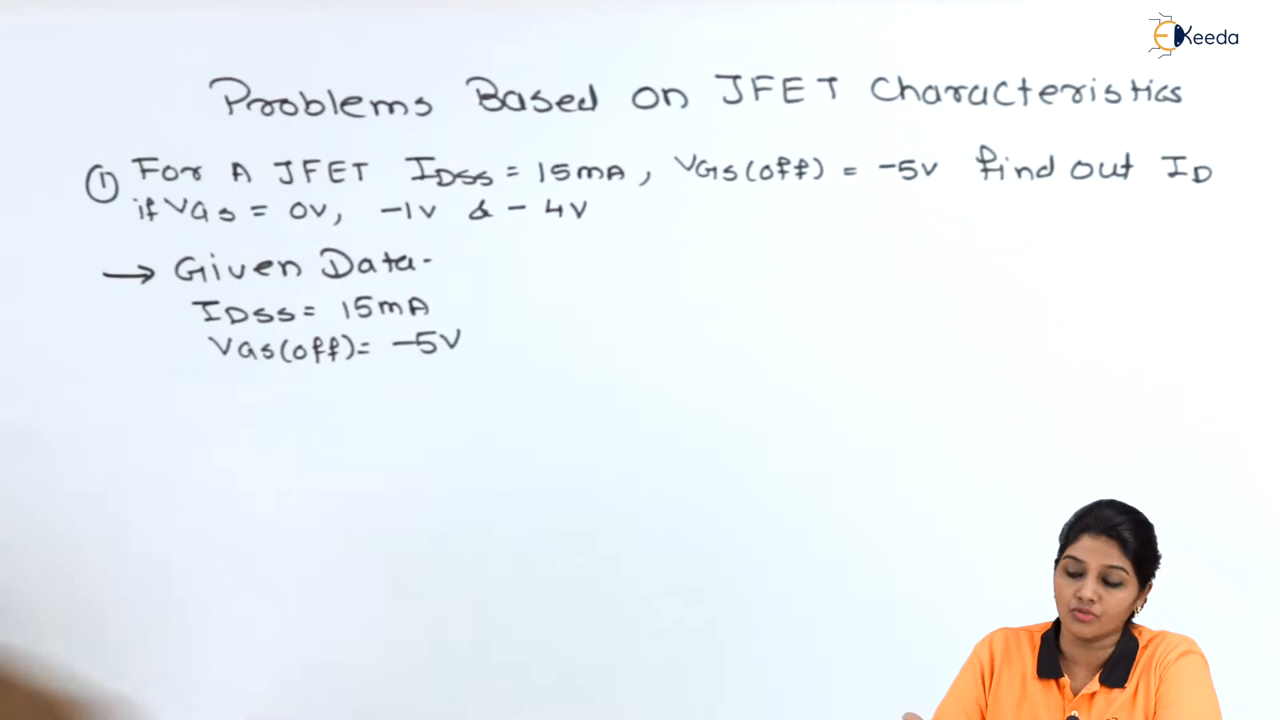 EKeeda
Problems Based on JFET Characteristics
① For A JFET IDSS = 15mA, VGS(off) = -5V find out ID
if VGS = 0V, -1V & -4V
→ Given Data-
IDSS = 15mA
VGS(off) = -5V